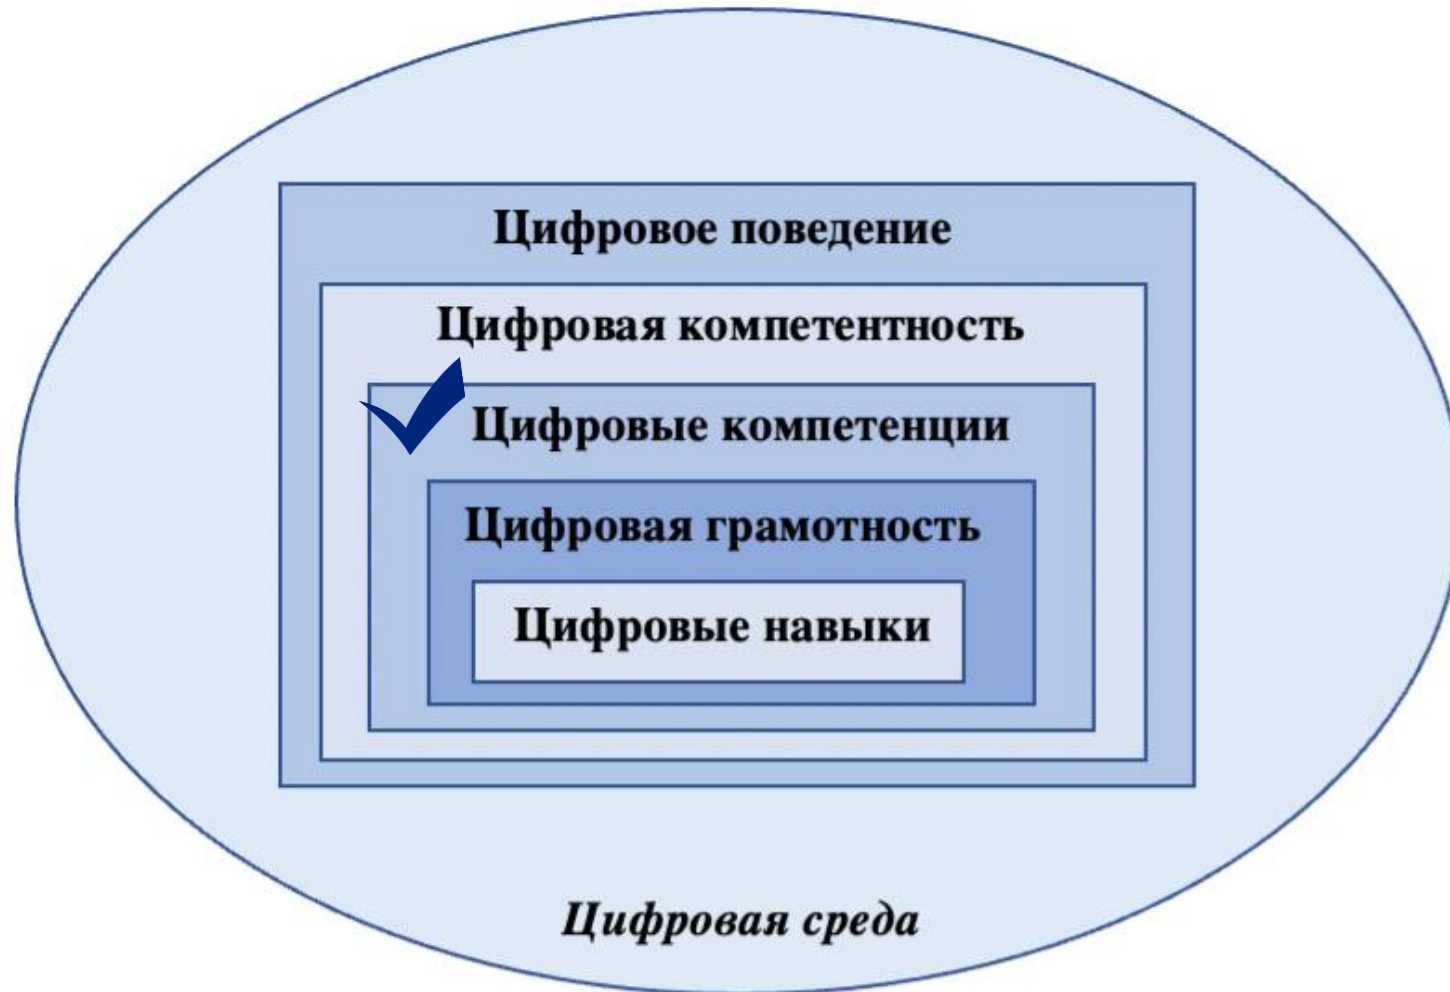 Цифровое поведение
Цифровая компетентность
Цифровые компетенции
Цифровая грамотность
Цифровые навыки
Цифровая среда